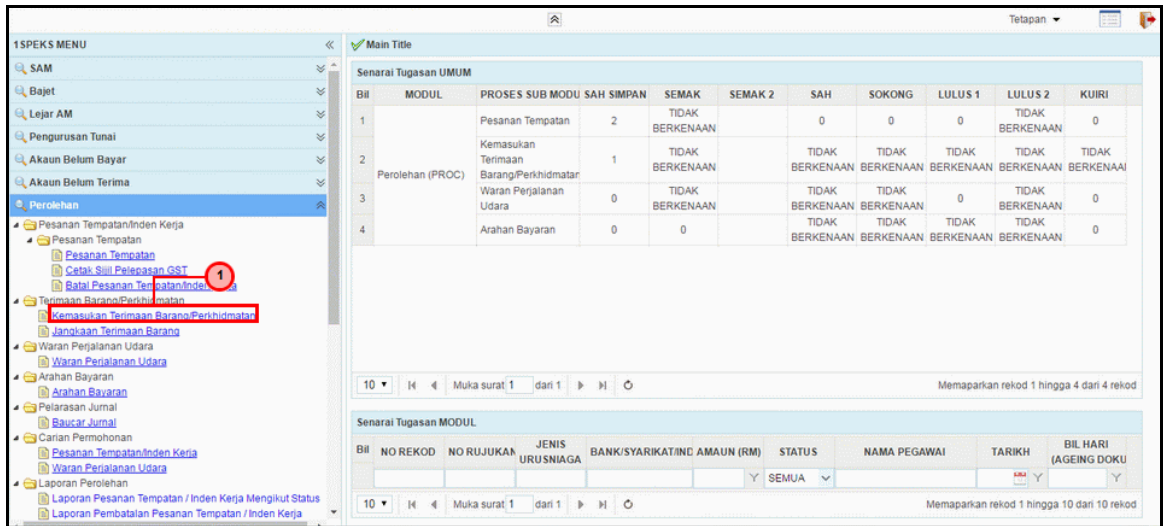 Tetapan
1SPEKS MENU
Main Title
SAM
Bajet
Lejar AM
Pengurusan Tunai
Akaun Belum Bayar
Akaun Belum Terima
Perolehan
Pesanan Tempatan/Inden Kerja
Pesanan Tempatan
Pesanan Tempatan
Cetak Sijil Pelepasan GST
1
Batal Pesanan Tempatan/Inden
Terimaan Barang/Perkhidmatan
Kemasukan Terimaan Barang/Perkhidmatan
Jangkaan Terimaan Barang
Waran Perjalanan Udara
Waran Perjalanan Udara
Arahan Bayaran
Arahan Bayaran
Pelarasan Jurnal
Baucar Jurnal
Carian Permohonan
Pesanan Tempatan/Inden Kerja
Waran Perjalanan Udara
Laporan Perolehan
Laporan Pesanan Tempatan / Inden Kerja Mengikut Status
Laporan Pembatalan Pesanan Tempatan / Inden Kerja
Senarai Tugasan UMUM
Bil MODUL PROSES SUB MODU SAH SIMPAN SEMAK SEMAK 2 SAH SOKONG LULUS 1 LULUS 2 KUIRI
1 Pesanan Tempatan 2 TIDAK BERKENAAN 0 0 0 TIDAK BERKENAAN 0
2 Perolehan (PROC) Kemasukan Terimaan Barang/Perkhidmatan 1 TIDAK BERKENAAN TIDAK BERKENAAN TIDAK BERKENAAN TIDAK BERKENAAN TIDAK BERKENAAN TIDAK BERKENAAI
3 Waran Perjalanan Udara 0 TIDAK BERKENAAN TIDAK BERKENAAN TIDAK BERKENAAN 0 TIDAK BERKENAAN 0
4 Arahan Bayaran 0 0 TIDAK BERKENAAN TIDAK BERKENAAN TIDAK BERKENAAN TIDAK BERKENAAN 0
10 Muka surat 1 dari 1 Memaparkan rekod 1 hingga 4 dari 4 rekod
Senarai Tugasan MODUL
Bil NO REKOD NO RUJUKAN JENIS URUSNIAGA BANK/SYARIKAT/IND AMAUN (RM) STATUS NAMA PEGAWAI TARIKH BIL HARI (AGEING DOKU
SEMUA
10 Muka surat 1 dari 1 Memaparkan rekod 1 hingga 10 dari 10 rekod